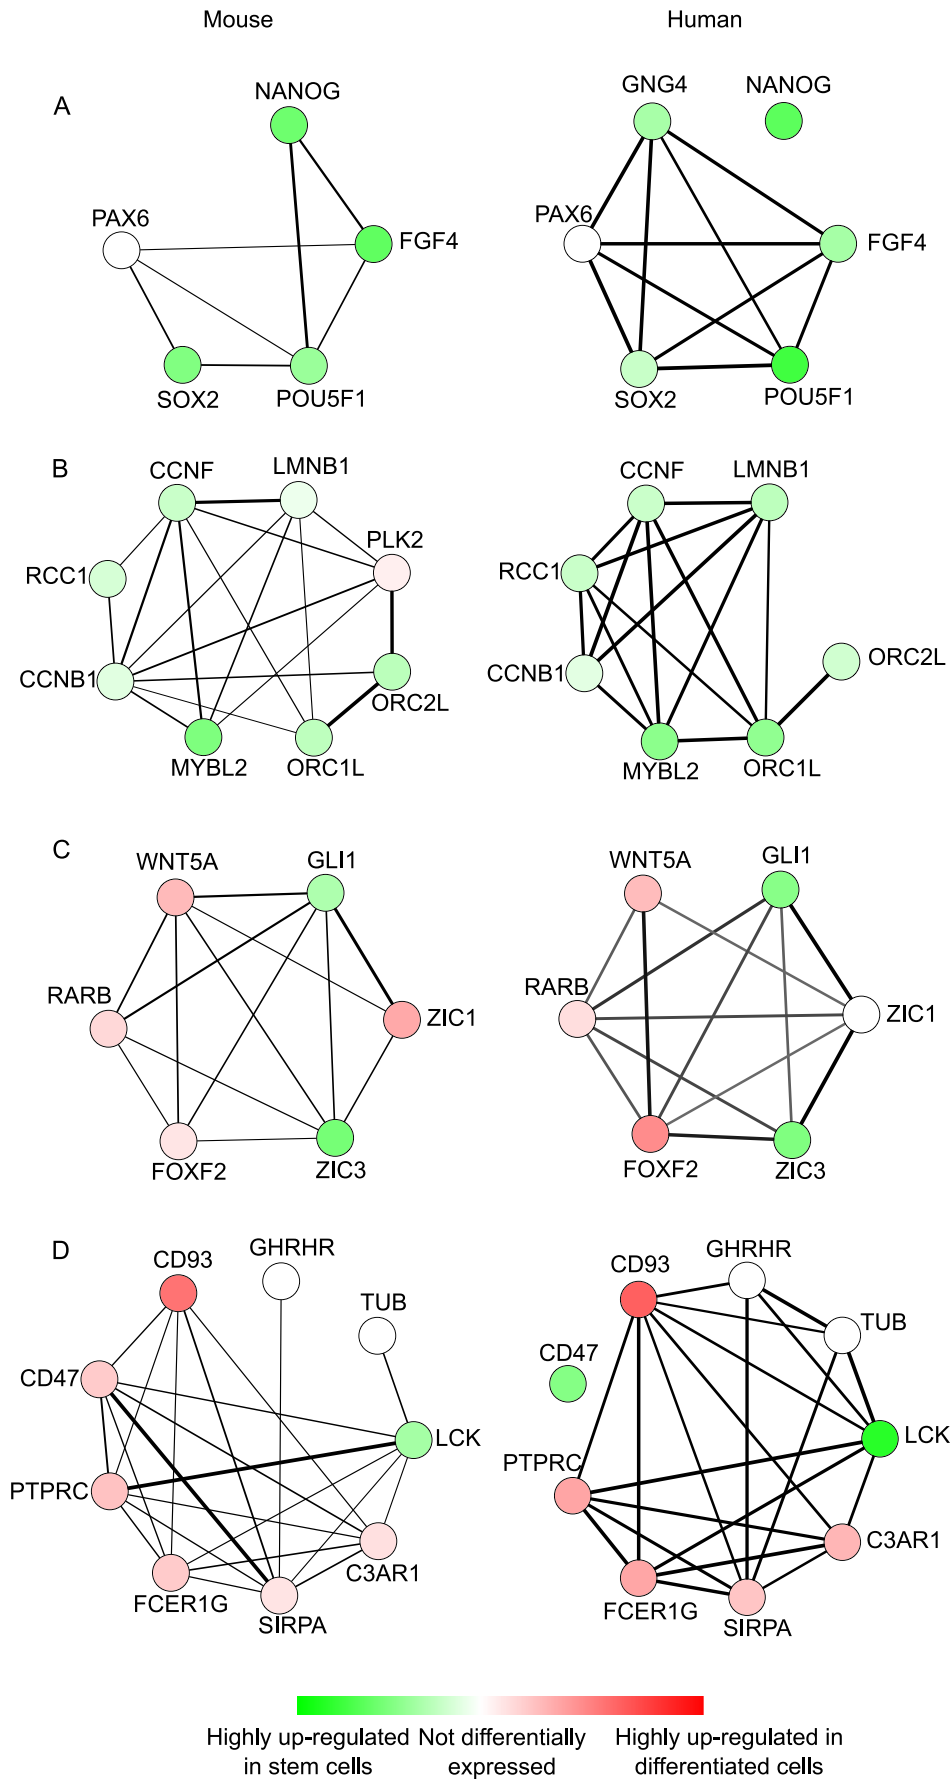 Mouse
Human
A
NANOG
PAX6
FGF4
SOX2
POU5F1
GNG4
NANOG
PAX6
FGF4
SOX2
POU5F1
B
CCNF
LMNB1
PLK2
RCC1
CCNB1
ORC2L
MYBL2
ORC1L
CCNF
LMNB1
RCC1
ORC2L
CCNB1
MYBL2
ORC1L
C
WNT5A
GLI1
RARB
ZIC1
FOXF2
ZIC3
WNT5A
GLI1
RARB
ZIC1
FOXF2
ZIC3
D
CD93
GHRHR
TUB
CD47
LCK
PTPRC
C3AR1
FCER1G
SIRPA
GHRHR
CD93
TUB
CD47
LCK
PTPRC
C3AR1
FCER1G
SIRPA
Highly up-regulated
in stem cells
Not differentially
expressed
Highly up-regulated in
differentiated cells